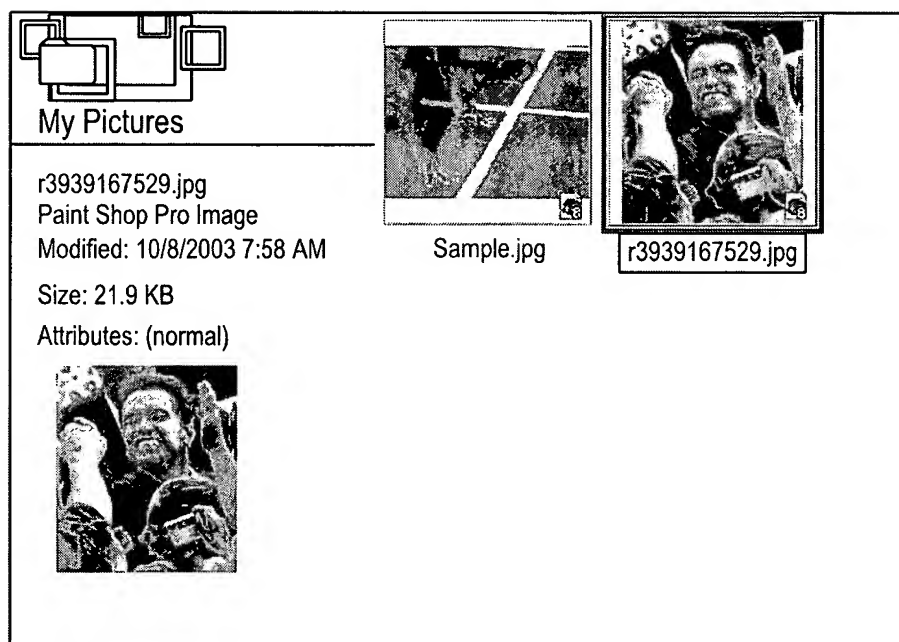 My Pictures
r3939167529.jpg
Paint Shop Pro Image
Modified: 10/8/2003 7:58 AM
Size: 21.9 KB
Attributes: (normal)
Sample.jpg
r3939167529.jpg